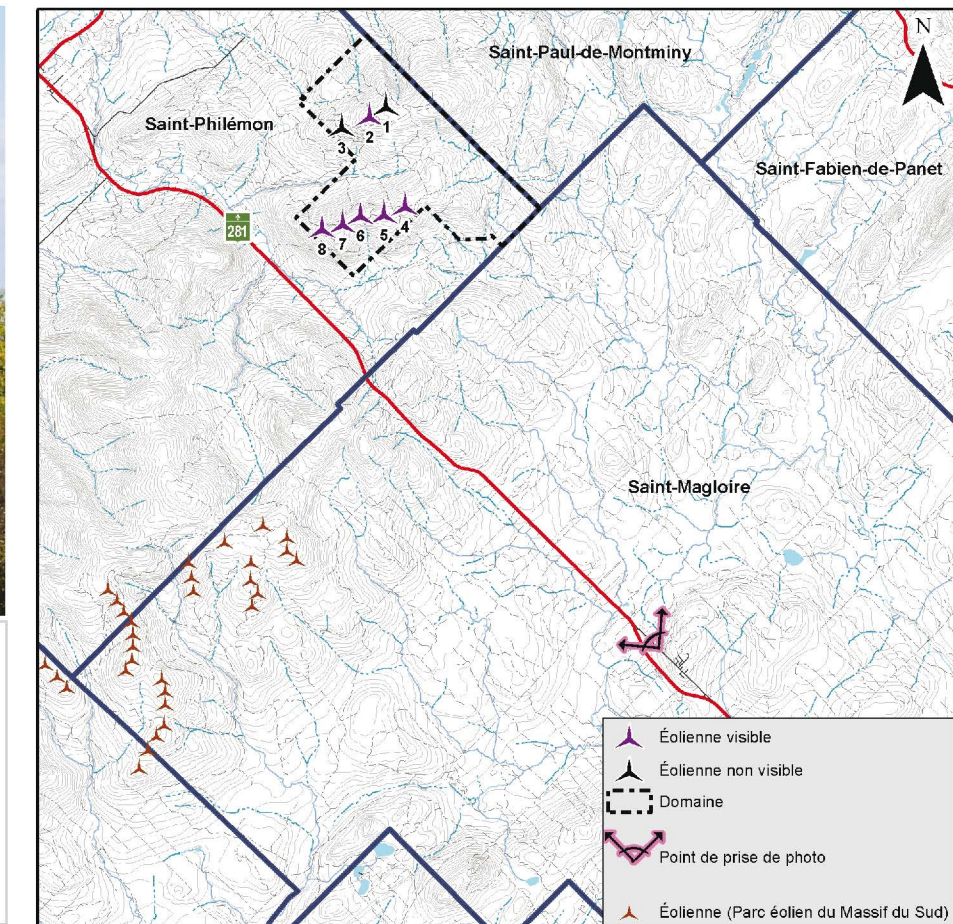 N
Saint-Paul-de-Montminy
Saint-Philémon
1
2
3
Saint-Fabien-de-Panet
281
4
5
6
7
8
Saint-Magloire
Éolienne visible
Éolienne non visible
Domaine
Point de prise de photo
Éolienne (Parc éolien du Massif du Sud)